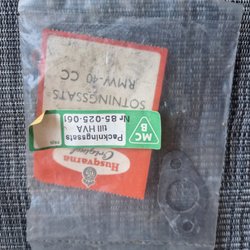 MC
B
Packningssats
till HVA
Nr 85-025-061
SOTNINGSSATS
RMW-40 CC
Husqvarna
Original